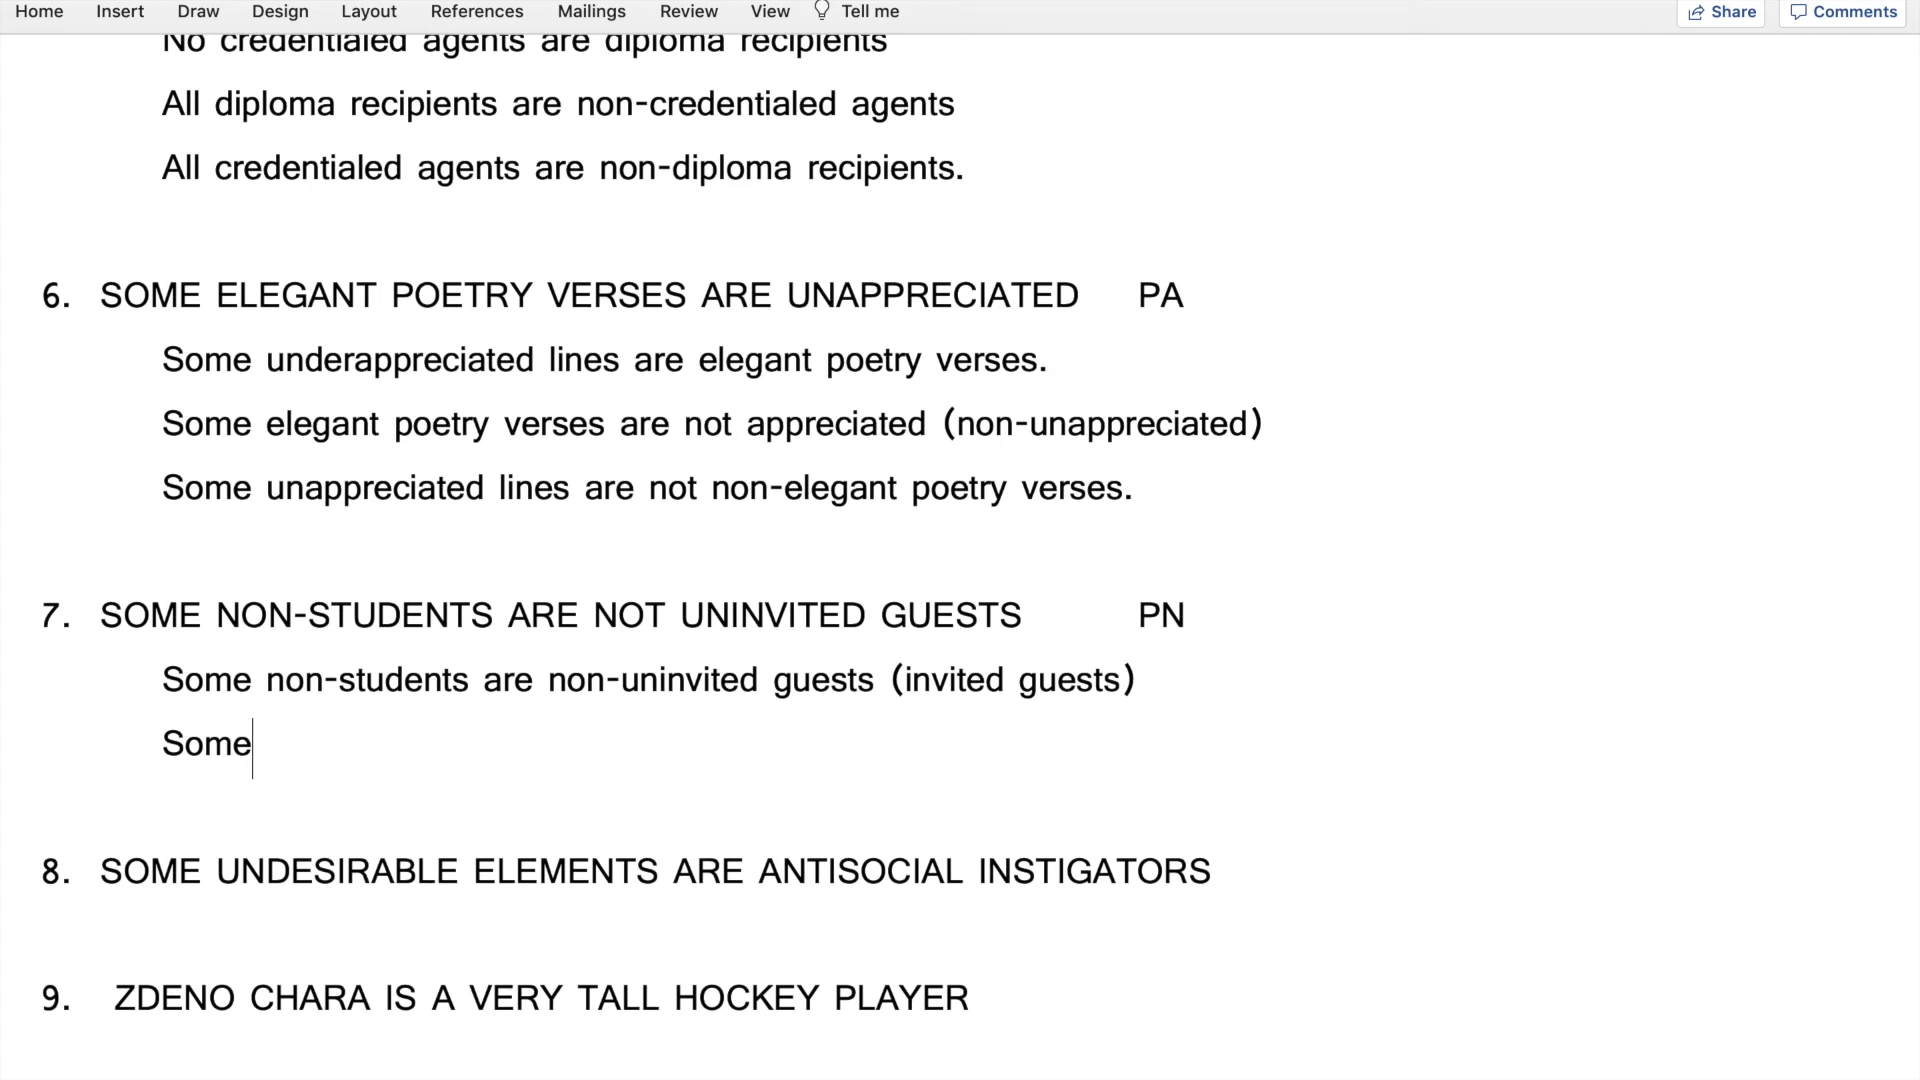 Home Insert Draw Design Layout References Mailings Review View Tell me Share Comments
No credentialed agents are diploma recipients
All diploma recipients are non-credentialed agents
All credentialed agents are non-diploma recipients.
6. SOME ELEGANT POETRY VERSES ARE UNAPPRECIATED PA
Some underappreciated lines are elegant poetry verses.
Some elegant poetry verses are not appreciated (non-unappreciated)
Some unappreciated lines are not non-elegant poetry verses.
7. SOME NON-STUDENTS ARE NOT UNINVITED GUESTS PN
Some non-students are non-uninvited guests (invited guests)
Some
8. SOME UNDESIRABLE ELEMENTS ARE ANTISOCIAL INSTIGATORS
9. ZDENO CHARA IS A VERY TALL HOCKEY PLAYER